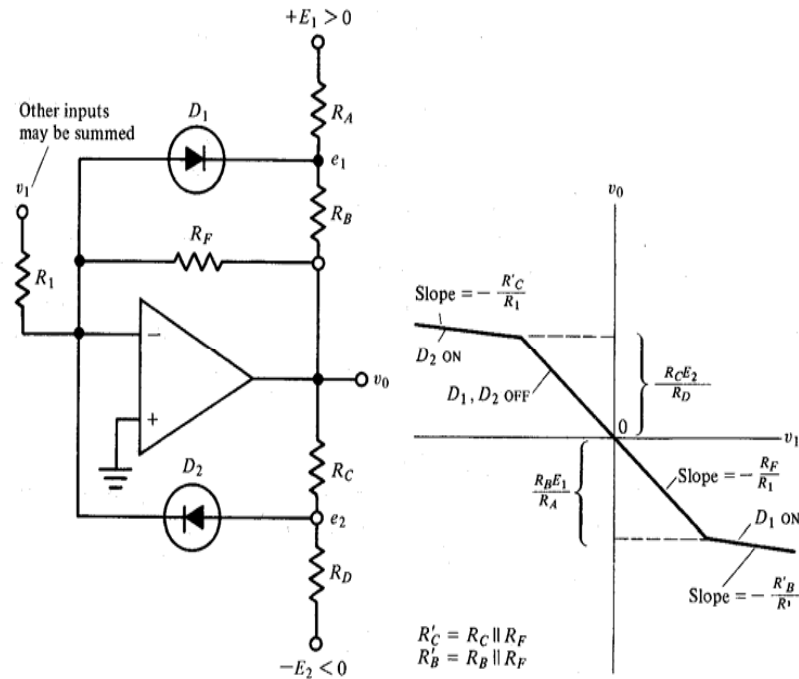 +E₁ > 0
R_A
D₁
Other inputs
may be summed
e₁
v₁
R_B
R_F
R₁
−
+
v₀
D₂
R_C
e₂
R_D
−E₂ < 0
v₀
Slope = − R'_C / R₁
D₂ ON
D₁, D₂ OFF
R_C E₂ / R_D
0
v₁
R_B E₁ / R_A
Slope = − R_F / R₁
D₁ ON
Slope = − R'_B / R¹
R'_C = R_C ∥ R_F
R'_B = R_B ∥ R_F